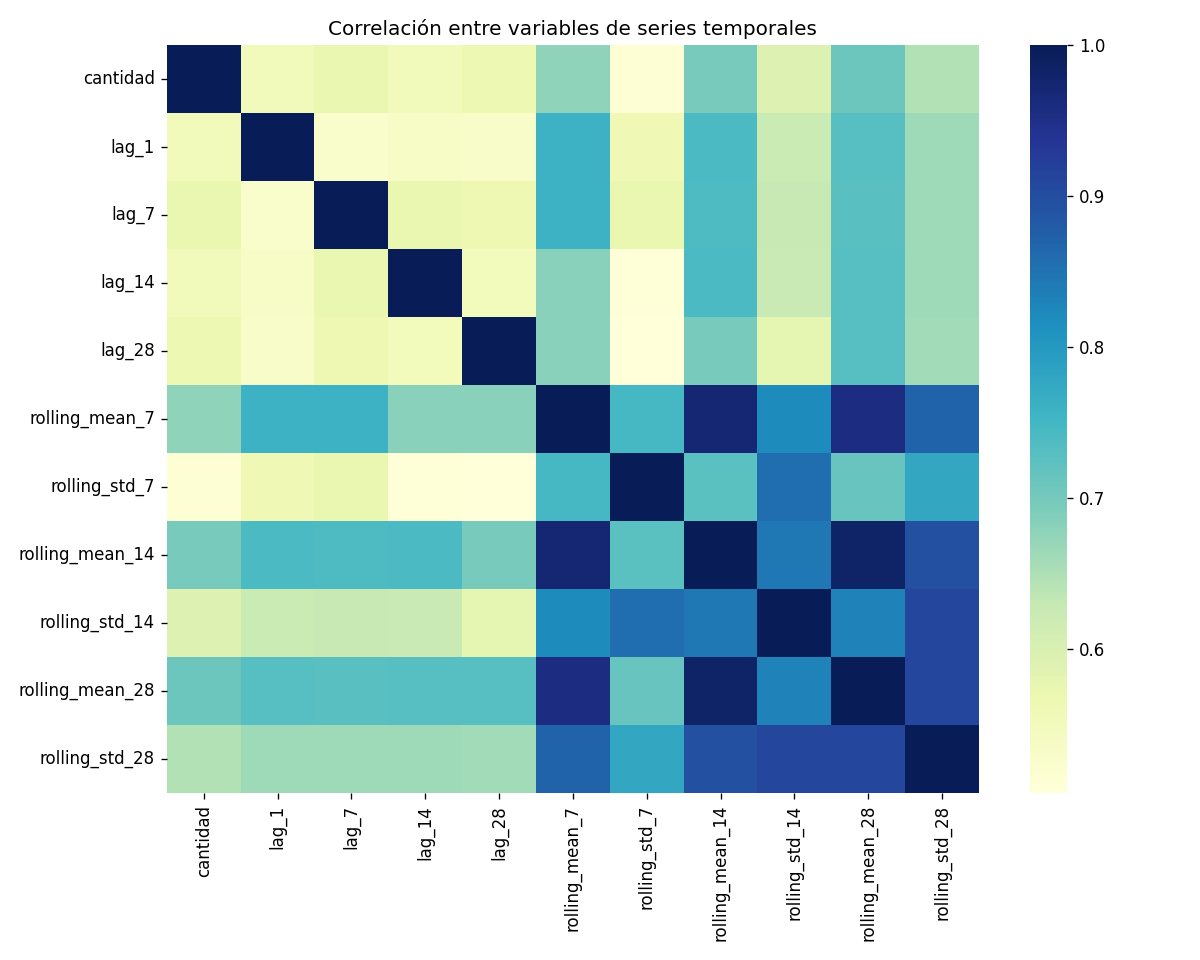 Correlación entre variables de series temporales
cantidad
lag_1
lag_7
lag_14
lag_28
rolling_mean_7
rolling_std_7
rolling_mean_14
rolling_std_14
rolling_mean_28
rolling_std_28
cantidad
lag_1
lag_7
lag_14
lag_28
rolling_mean_7
rolling_std_7
rolling_mean_14
rolling_std_14
rolling_mean_28
rolling_std_28
1.0
0.9
0.8
0.7
0.6